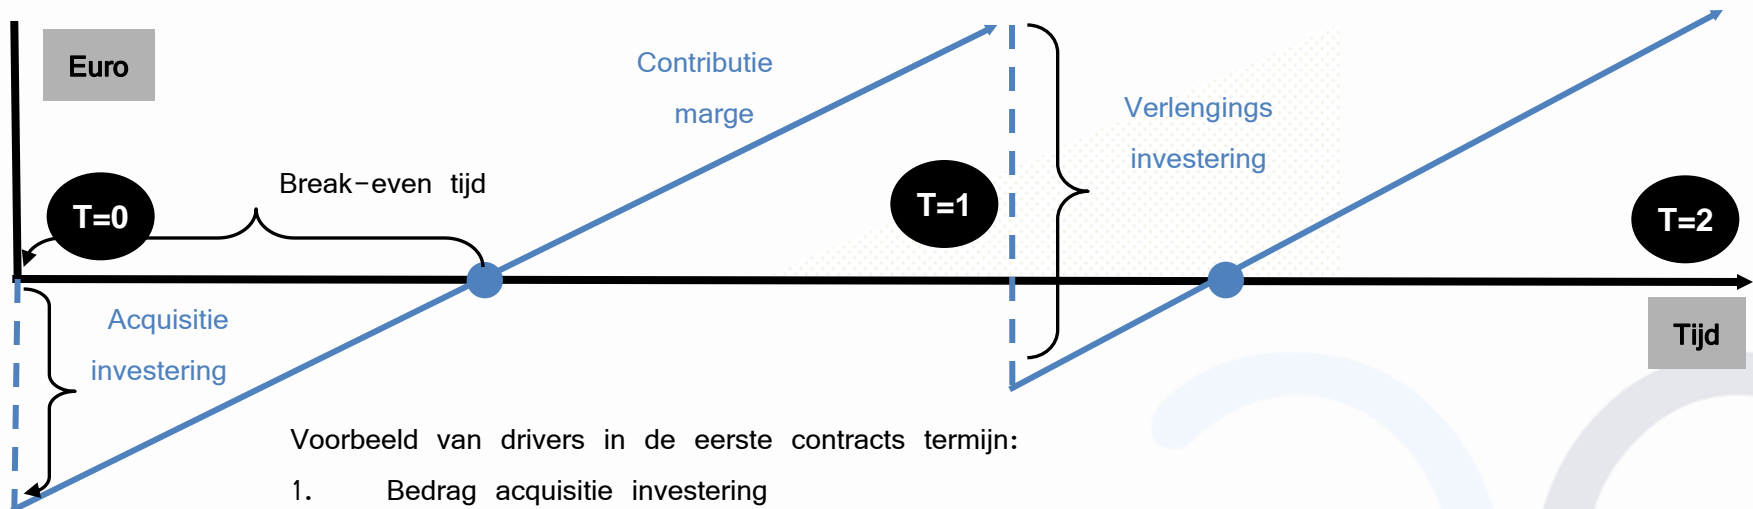 Euro
Contributie
marge
Verlengings
investering
Break-even tijd
T=0
T=1
T=2
Acquisitie
investering
Tijd
Voorbeeld van drivers in de eerste contracts termijn:
1. Bedrag acquisitie investering